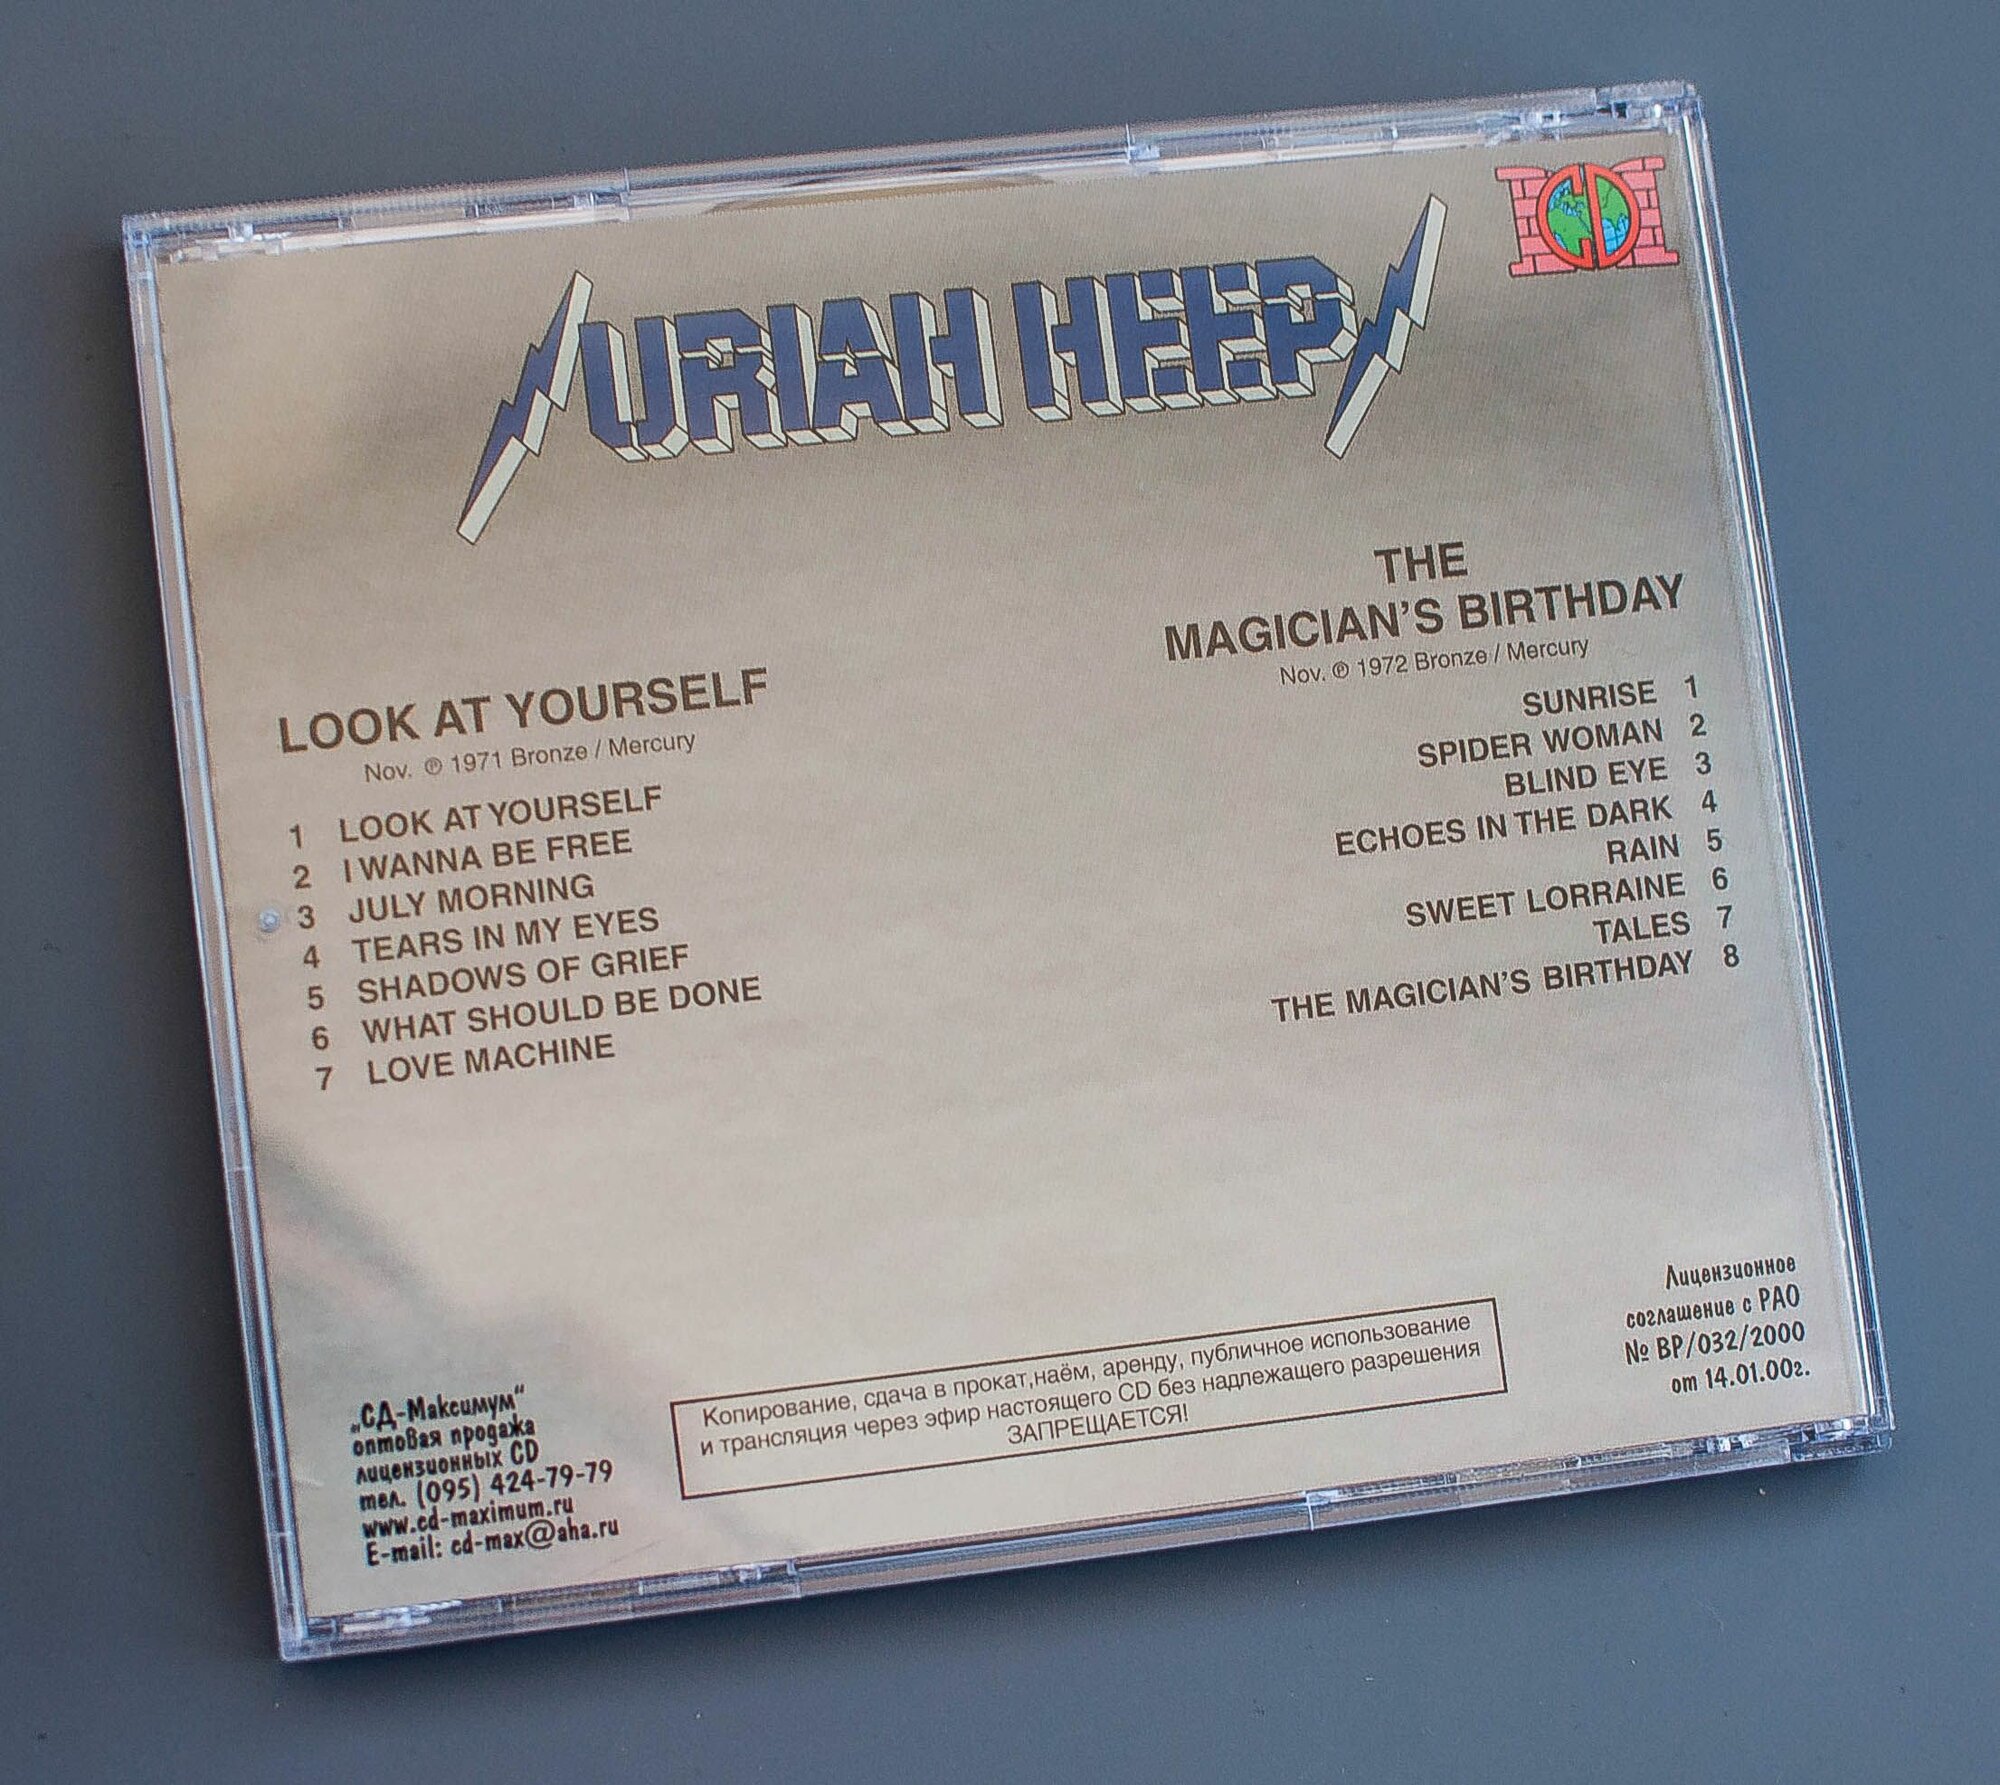 CD
URIAH HEEP
LOOK AT YOURSELF
Nov. ℗ 1971 Bronze / Mercury
1 LOOK AT YOURSELF
2 I WANNA BE FREE
3 JULY MORNING
4 TEARS IN MY EYES
5 SHADOWS OF GRIEF
6 WHAT SHOULD BE DONE
7 LOVE MACHINE
THE
MAGICIAN'S BIRTHDAY
Nov. ℗ 1972 Bronze / Mercury
SUNRISE 1
SPIDER WOMAN 2
BLIND EYE 3
ECHOES IN THE DARK 4
RAIN 5
SWEET LORRAINE 6
TALES 7
THE MAGICIAN'S BIRTHDAY 8
„СД-Максимум“
оптовая продажа
лицензионных CD
тел. (095) 424-79-79
www.cd-maximum.ru
E-mail: cd-max@aha.ru
Копирование, сдача в прокат,наём, аренду, публичное использование
и трансляция через эфир настоящего CD без надлежащего разрешения
ЗАПРЕЩАЕТСЯ!
Лицензионное
соглашение с РАО
№ ВР/032/2000
от 14.01.00г.